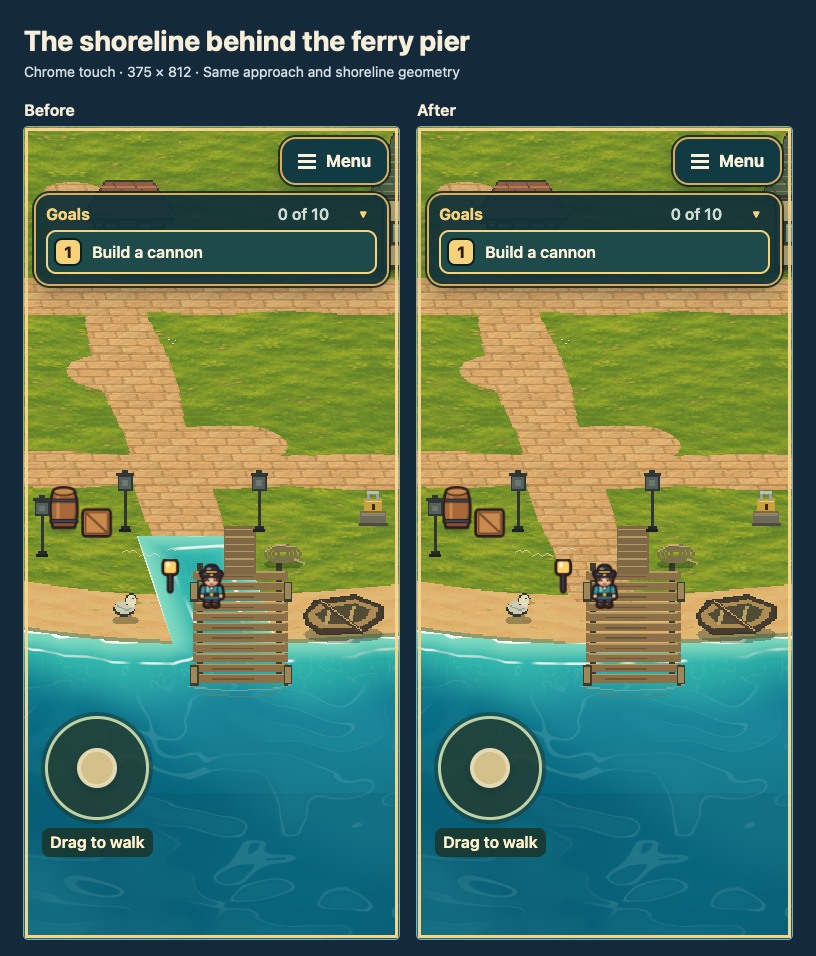 The shoreline behind the ferry pier
Chrome touch · 375 × 812 · Same approach and shoreline geometry
Before
Menu
Goals 0 of 10
1 Build a cannon
Drag to walk
After
Menu
Goals 0 of 10
1 Build a cannon
Drag to walk